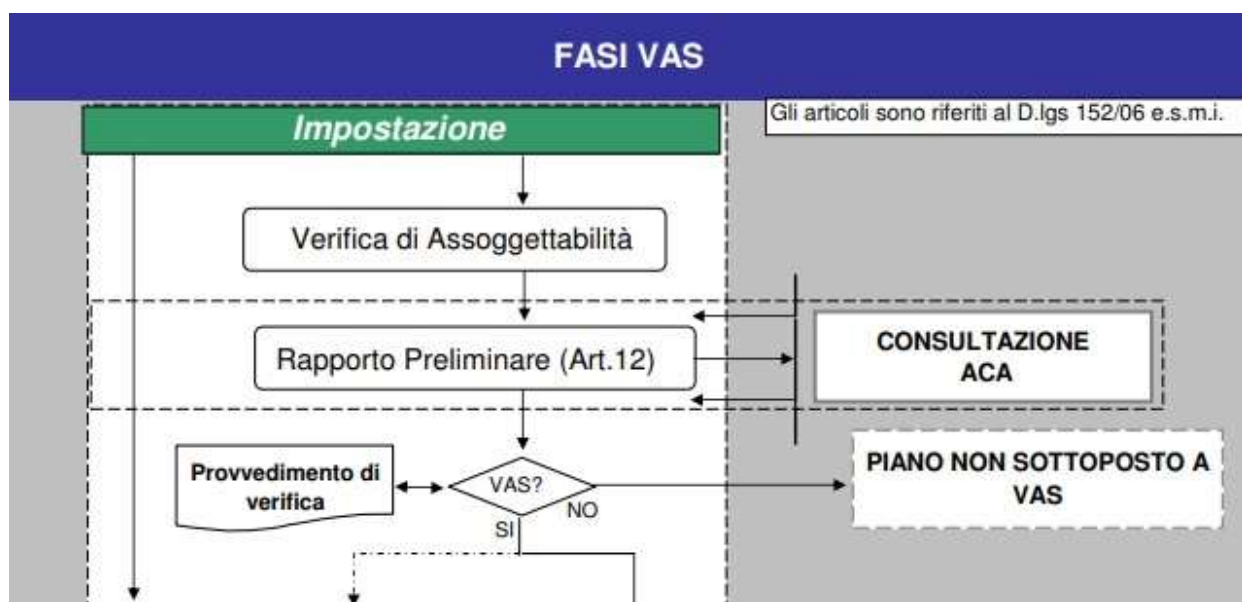 FASI VAS
Impostazione
Gli articoli sono riferiti al D.lgs 152/06 e.s.m.i.
Verifica di Assoggettabilità
Rapporto Preliminare (Art.12)
CONSULTAZIONE
ACA
Provvedimento di
verifica
VAS?
NO
SI
PIANO NON SOTTOPOSTO A
VAS